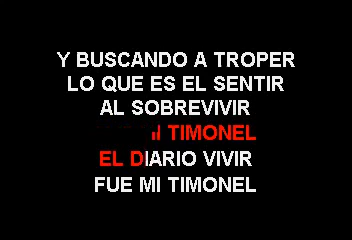 Y BUSCANDO A TROPER
LO QUE ES EL SENTIR
AL SOBREVIVIR
TIMONEL
EL DIARIO VIVIR
FUE MI TIMONEL